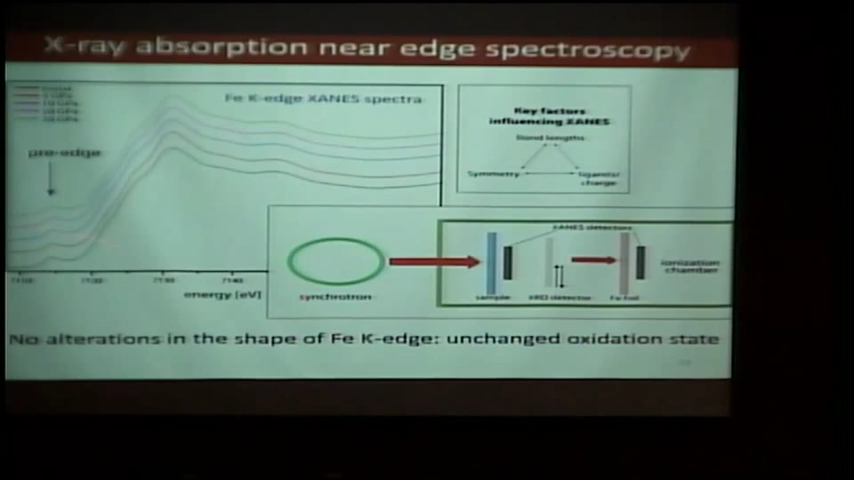 X-ray absorption near edge spectroscopy
Fe K-edge XANES spectra
pre-edge
energy [eV]
Key factors
influencing XANES
Bond lengths
Symmetry
ligands/
charge
synchrotron
XANES detectors
ionization
chamber
sample
XRD detector
Fe foil
No alterations in the shape of Fe K-edge: unchanged oxidation state